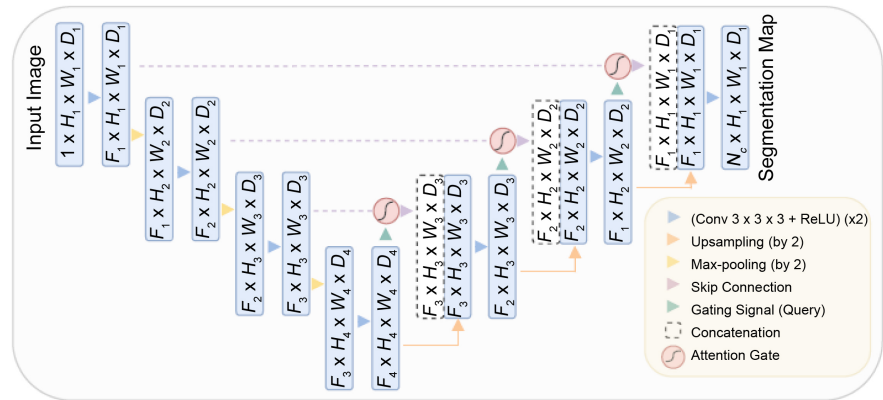 Input Image
1 x H1 x W1 x D1
F1 x H1 x W1 x D1
F1 x H2 x W2 x D2
F2 x H2 x W2 x D2
F2 x H3 x W3 x D3
F3 x H3 x W3 x D3
F3 x H4 x W4 x D4
F4 x H4 x W4 x D4
F3 x H3 x W3 x D3
F3 x H3 x W3 x D3
F2 x H3 x W3 x D2
F2 x H2 x W2 x D2
F2 x H2 x W2 x D2
F1 x H2 x W2 x D2
F1 x H1 x W1 x D1
F1 x H1 x W1 x D1
Nc x H1 x W1 x D1
Segmentation Map
(Conv 3 x 3 x 3 + ReLU) (x2)
Upsampling (by 2)
Max-pooling (by 2)
Skip Connection
Gating Signal (Query)
Concatenation
Attention Gate